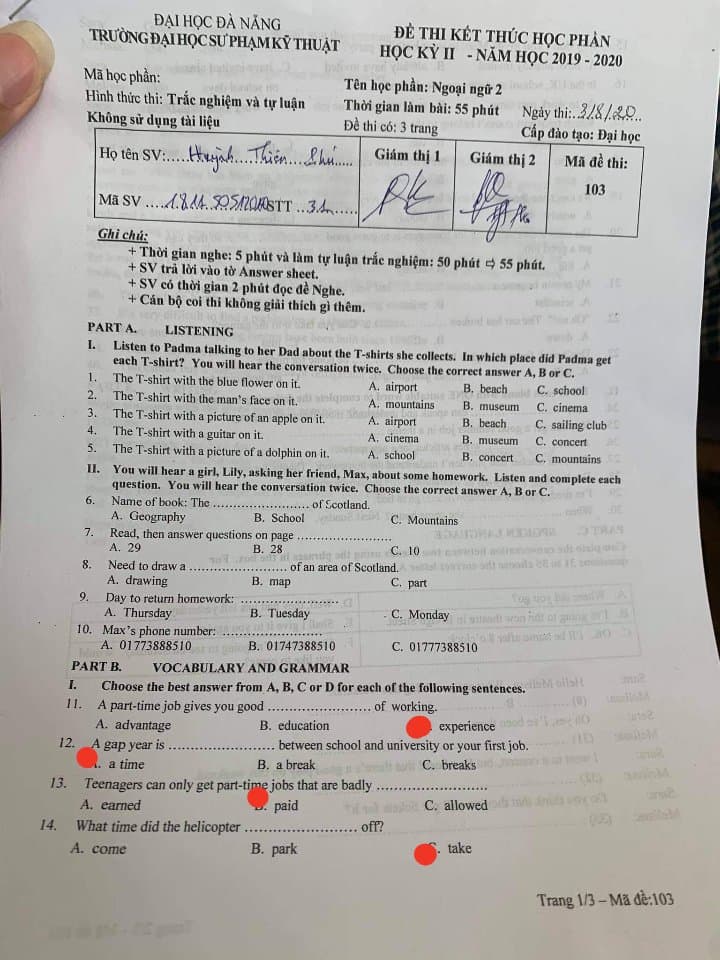 ĐẠI HỌC ĐÀ NẴNG
TRƯỜNG ĐẠI HỌC SƯ PHẠM KỸ THUẬT
ĐỀ THI KẾT THÚC HỌC PHẦN
HỌC KỲ II - NĂM HỌC 2019 - 2020
Mã học phần:
Tên học phần: Ngoại ngữ 2
Hình thức thi: Trắc nghiệm và tự luận
Thời gian làm bài: 55 phút Ngày thi:..3/8/20...
Không sử dụng tài liệu
Đề thi có: 3 trang Cấp đào tạo: Đại học
Họ tên SV:.....Huỳnh...Thiên...Phú.....
Giám thị 1 Giám thị 2 Mã đề thi:
103
Mã SV STT ..31......
Ghi chú:
+ Thời gian nghe: 5 phút và làm tự luận trắc nghiệm: 50 phút ⇨ 55 phút.
+ SV trả lời vào tờ Answer sheet.
+ SV có thời gian 2 phút đọc đề Nghe.
+ Cán bộ coi thi không giải thích gì thêm.
PART A. LISTENING
I. Listen to Padma talking to her Dad about the T-shirts she collects. In which place did Padma get
each T-shirt? You will hear the conversation twice. Choose the correct answer A, B or C.
1. The T-shirt with the blue flower on it. A. airport B. beach C. school
2. The T-shirt with the man's face on it. A. mountains B. museum C. cinema
3. The T-shirt with a picture of an apple on it. A. airport B. beach C. sailing club
4. The T-shirt with a guitar on it. A. cinema B. museum C. concert
5. The T-shirt with a picture of a dolphin on it. A. school B. concert C. mountains
II. You will hear a girl, Lily, asking her friend, Max, about some homework. Listen and complete each
question. You will hear the conversation twice. Choose the correct answer A, B or C.
6. Name of book: The ........................ of Scotland.
A. Geography B. School C. Mountains
7. Read, then answer questions on page ........................
A. 29 B. 28 C. 10
8. Need to draw a ........................ of an area of Scotland.
A. drawing B. map C. part
9. Day to return homework: ........................
A. Thursday B. Tuesday C. Monday
10. Max's phone number: ........................
A. 01773888510 B. 01747388510 C. 01777388510
PART B. VOCABULARY AND GRAMMAR
I. Choose the best answer from A, B, C or D for each of the following sentences.
11. A part-time job gives you good ........................ of working.
A. advantage B. education experience
12. A gap year is ........................ between school and university or your first job.
a time B. a break C. breaks
13. Teenagers can only get part-time jobs that are badly ........................
A. earned paid C. allowed
14. What time did the helicopter ........................ off?
A. come B. park take
Trang 1/3 – Mã đề:103